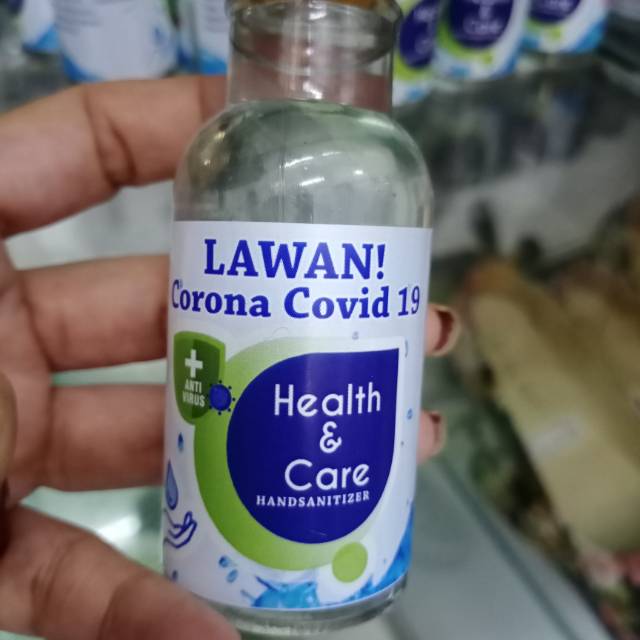 LAWAN!
Corona Covid 19
+
ANTI
VIRUS
Health
&
Care
HANDSANITIZER